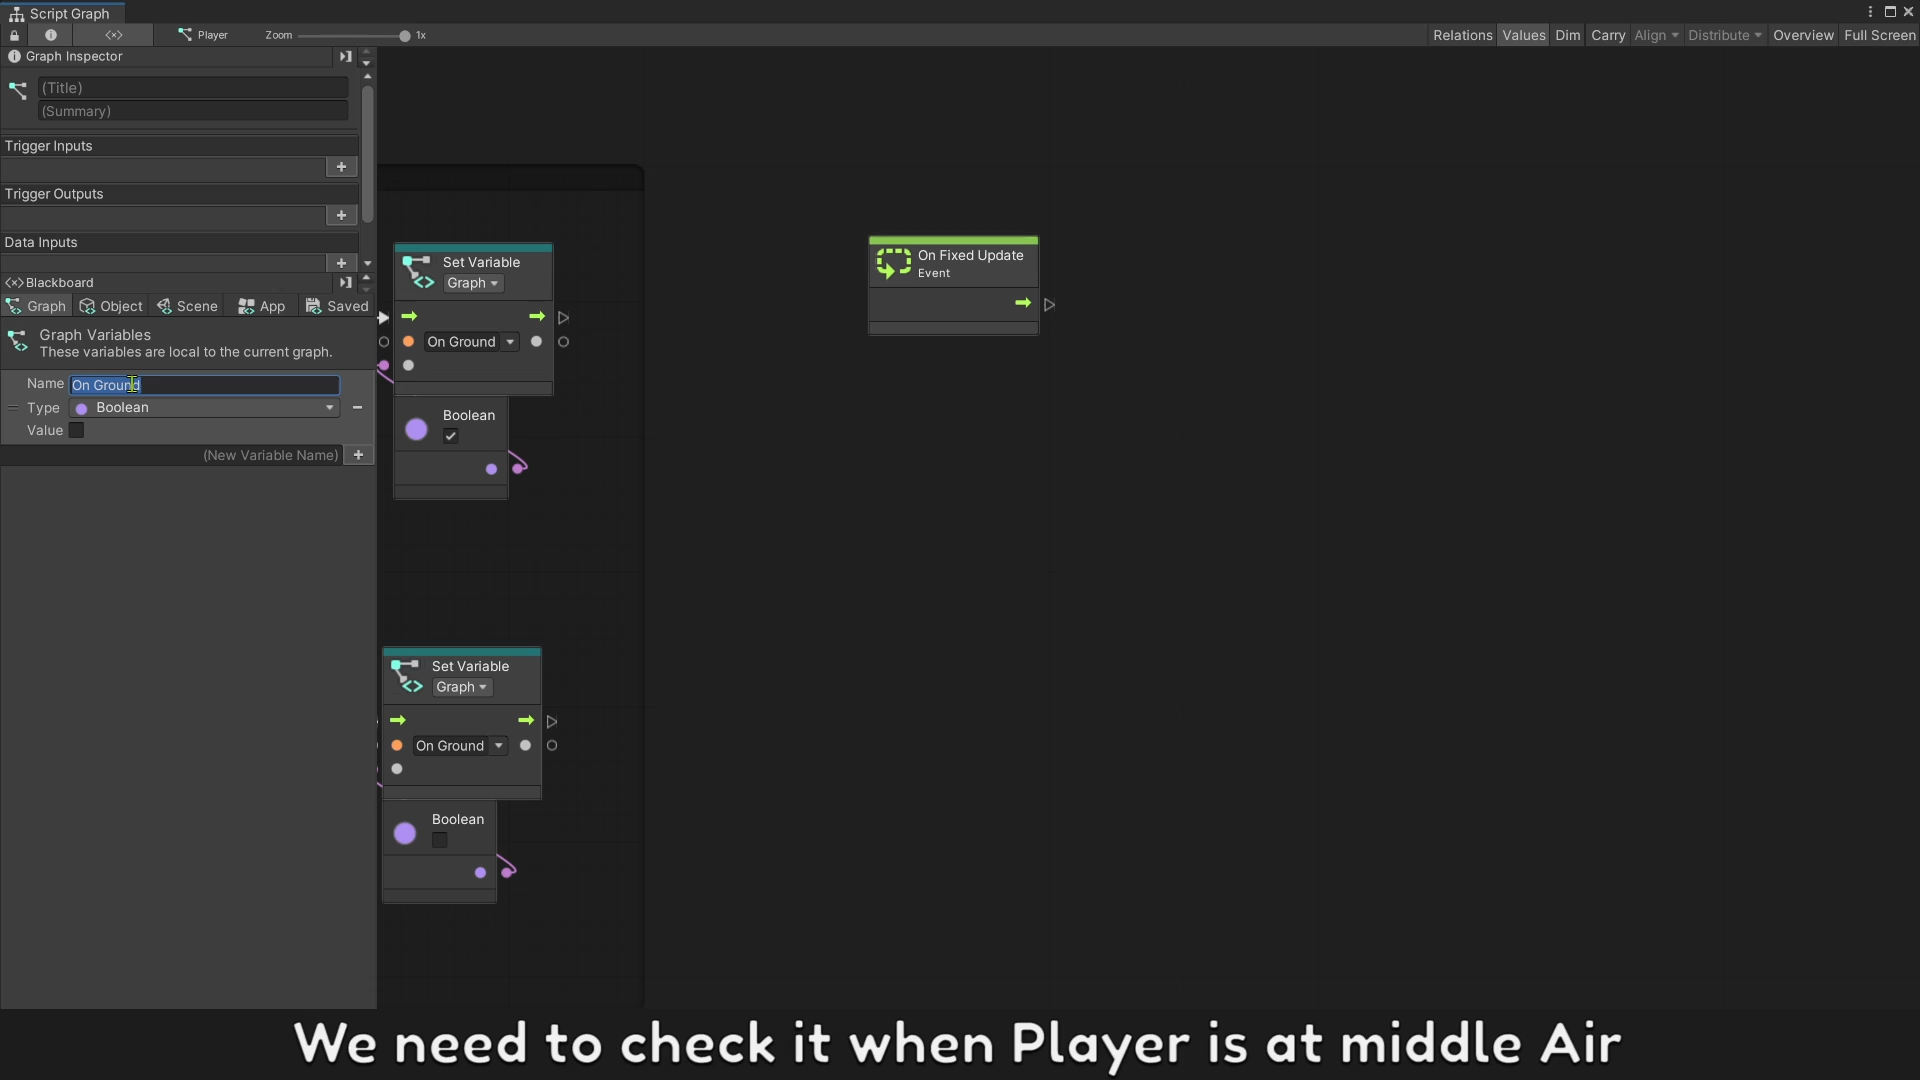 Script Graph
Player
Zoom
1x
Relations
Values
Dim
Carry
Align
Distribute
Overview
Full Screen
Graph Inspector
(Title)
(Summary)
Trigger Inputs
+
Trigger Outputs
+
Data Inputs
+
Blackboard
Graph
Object
Scene
App
Saved
Graph Variables
These variables are local to the current graph.
Name
On Ground
Type
Boolean
Value
(New Variable Name)
+
Set Variable
Graph
On Ground
Boolean
Set Variable
Graph
On Ground
Boolean
On Fixed Update
Event
We need to check it when Player is at middle Air